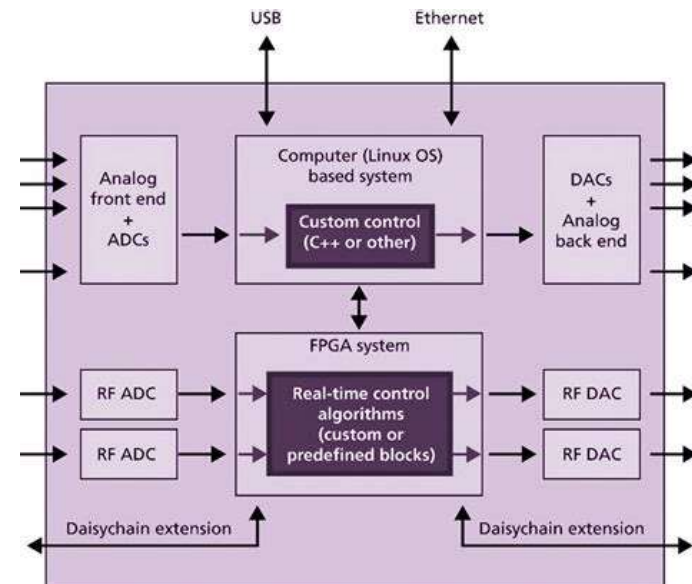 USB
Ethernet
Analog
front end
+
ADCs
Computer (Linux OS)
based system
Custom control
(C++ or other)
DACs
+
Analog
back end
FPGA system
RF ADC
RF ADC
Real-time control
algorithms
(custom or
predefined blocks)
RF DAC
RF DAC
Daisychain extension
Daisychain extension